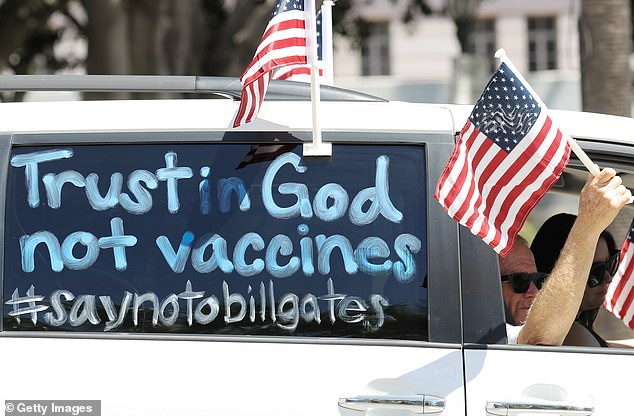 Trust in God
not vaccines
#saynotobillgates
© Getty Images